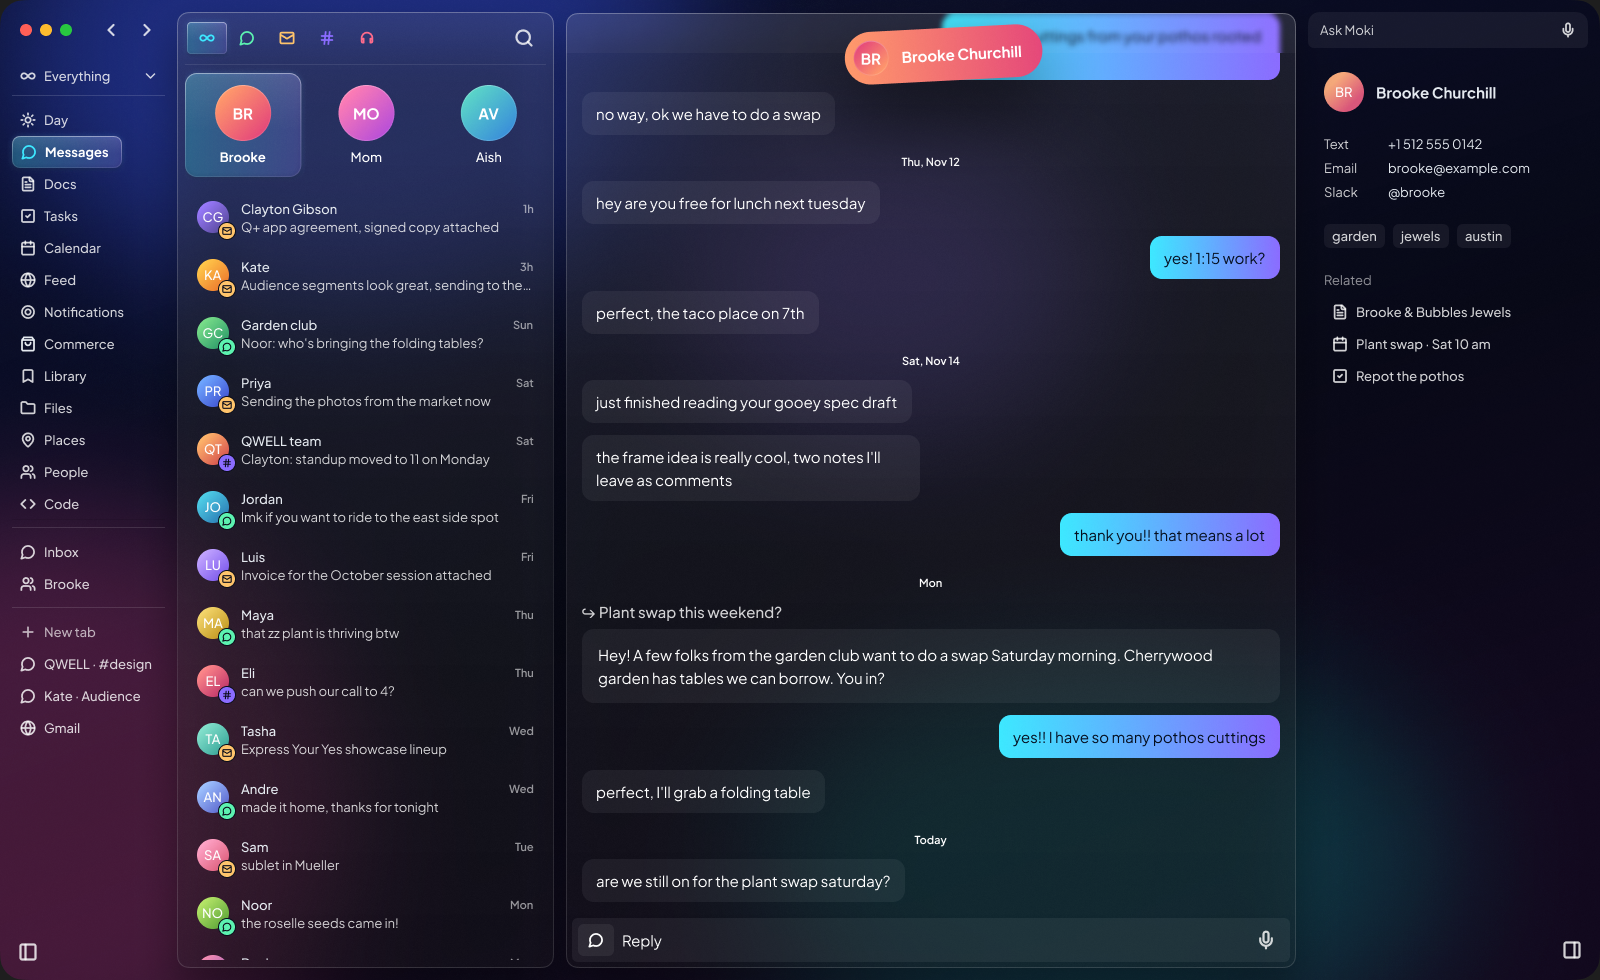 Everything
Day
Messages
Docs
Tasks
Calendar
Feed
Notifications
Commerce
Library
Files
Places
People
Code
Inbox
Brooke
New tab
QWELL · #design
Kate · Audience
Gmail
BR
Brooke
MO
Mom
AV
Aish
CG
Clayton Gibson
1h
Q+ app agreement, signed copy attached
KA
Kate
3h
Audience segments look great, sending to the…
GC
Garden club
Sun
Noor: who's bringing the folding tables?
PR
Priya
Sat
Sending the photos from the market now
QT
QWELL team
Sat
Clayton: standup moved to 11 on Monday
JO
Jordan
Fri
lmk if you want to ride to the east side spot
LU
Luis
Fri
Invoice for the October session attached
MA
Maya
Thu
that zz plant is thriving btw
EL
Eli
Thu
can we push our call to 4?
TA
Tasha
Wed
Express Your Yes showcase lineup
AN
Andre
Wed
made it home, thanks for tonight
SA
Sam
Tue
sublet in Mueller
NO
Noor
Mon
the roselle seeds came in!
BR
Brooke Churchill
from your pothos rooted
no way, ok we have to do a swap
Thu, Nov 12
hey are you free for lunch next tuesday
yes! 1:15 work?
perfect, the taco place on 7th
Sat, Nov 14
just finished reading your gooey spec draft
the frame idea is really cool, two notes I'll
leave as comments
thank you!! that means a lot
Mon
↪ Plant swap this weekend?
Hey! A few folks from the garden club want to do a swap Saturday morning. Cherrywood
garden has tables we can borrow. You in?
yes!! I have so many pothos cuttings
perfect, I'll grab a folding table
Today
are we still on for the plant swap saturday?
Reply
Ask Moki
BR
Brooke Churchill
Text
+1 512 555 0142
Email
brooke@example.com
Slack
@brooke
garden
jewels
austin
Related
Brooke & Bubbles Jewels
Plant swap · Sat 10 am
Repot the pothos